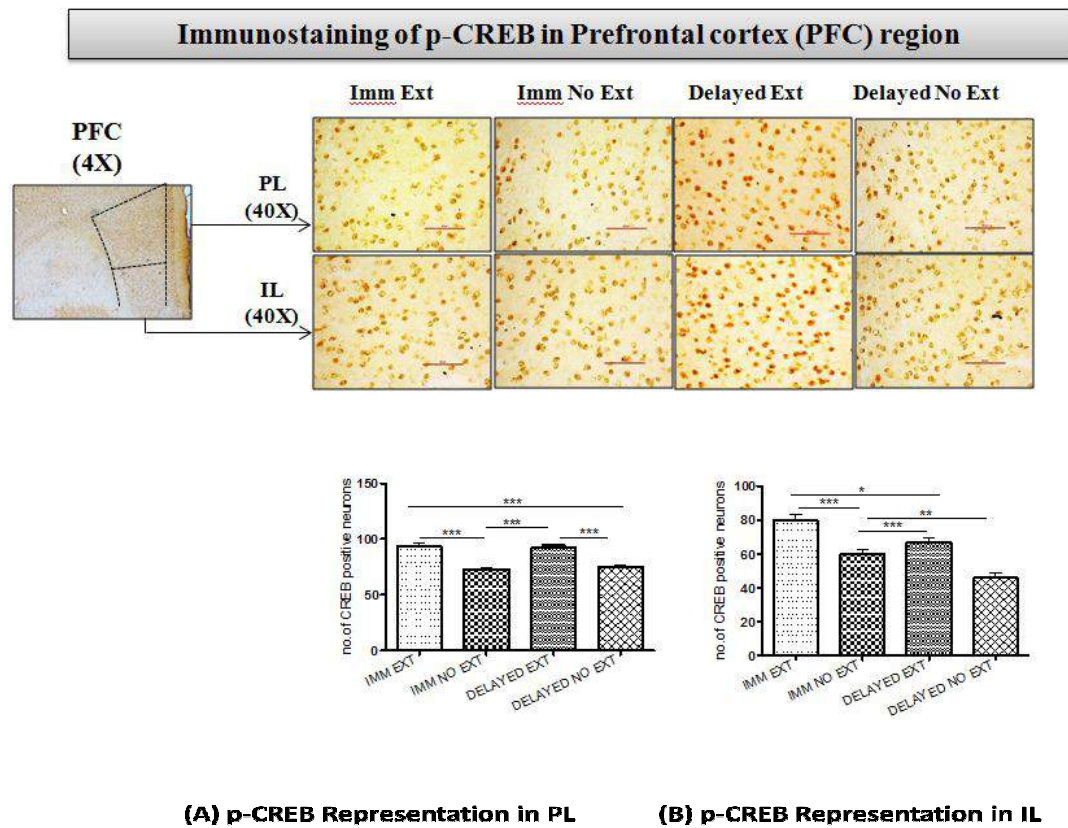 Immunostaining of p-CREB in Prefrontal cortex (PFC) region
Imm Ext Imm No Ext Delayed Ext Delayed No Ext
PFC
(4X)
PL
(40X)
IL
(40X)
no.of CREB positive neurons
150
100
50
0
***
***
***
***
IMM EXT
IMM NO EXT
DELAYED EXT
DELAYED NO EXT
no.of CREB positive neurons
100
80
60
40
20
0
*
***
**
***
IMM EXT
IMM NO EXT
DELAYED EXT
DELAYED NO EXT
(A) p-CREB Representation in PL
(B) p-CREB Representation in IL